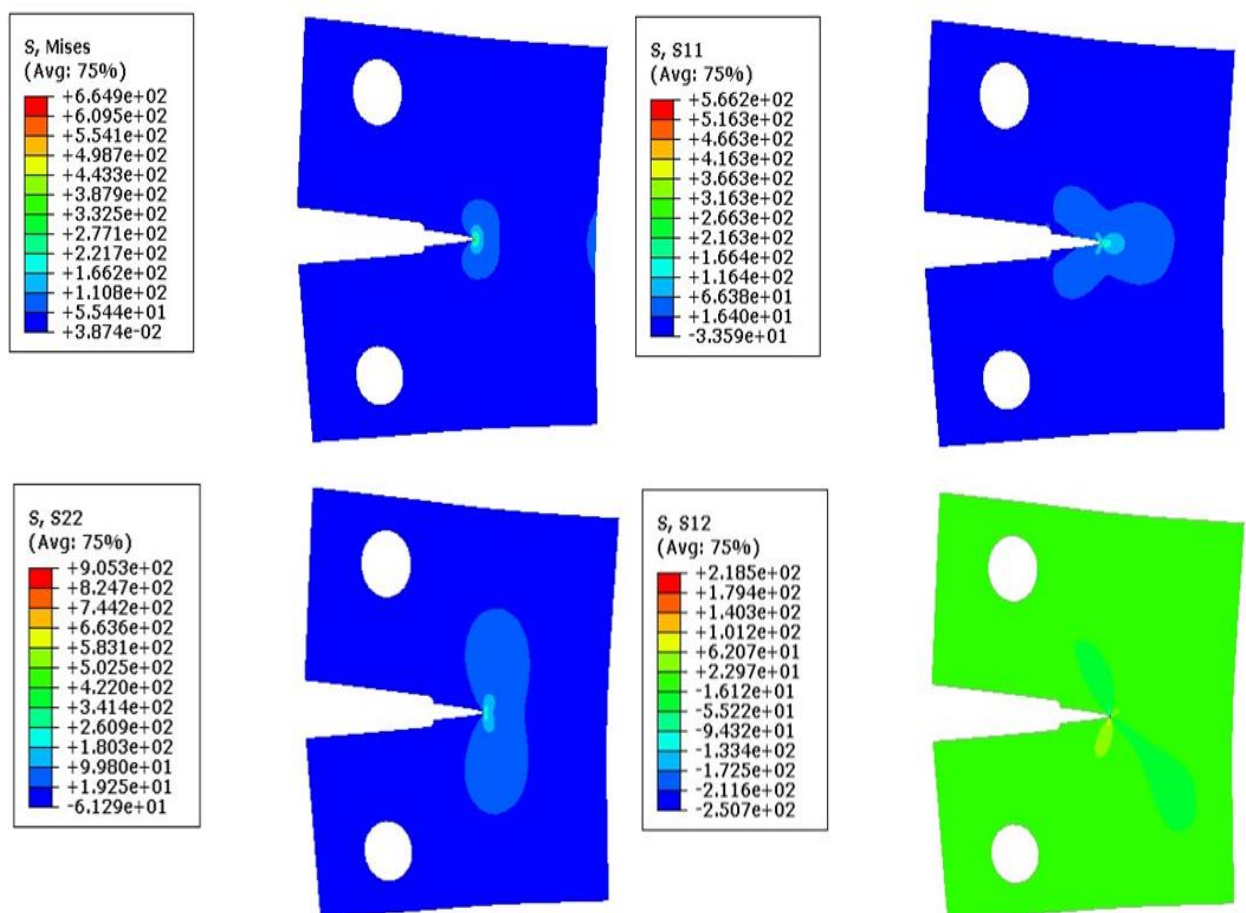 S, Mises
(Avg: 75%)
+6.649e+02
+6.095e+02
+5.541e+02
+4.987e+02
+4.433e+02
+3.879e+02
+3.325e+02
+2.771e+02
+2.217e+02
+1.662e+02
+1.108e+02
+5.544e+01
+3.874e-02
S, S11
(Avg: 75%)
+5.662e+02
+5.163e+02
+4.663e+02
+4.163e+02
+3.663e+02
+3.163e+02
+2.663e+02
+2.163e+02
+1.664e+02
+1.164e+02
+6.638e+01
+1.640e+01
-3.359e+01
S, S22
(Avg: 75%)
+9.053e+02
+8.247e+02
+7.442e+02
+6.636e+02
+5.831e+02
+5.025e+02
+4.220e+02
+3.414e+02
+2.609e+02
+1.803e+02
+9.980e+01
+1.925e+01
-6.129e+01
S, S12
(Avg: 75%)
+2.185e+02
+1.794e+02
+1.403e+02
+1.012e+02
+6.207e+01
+2.297e+01
-1.612e+01
-5.522e+01
-9.432e+01
-1.334e+02
-1.725e+02
-2.116e+02
-2.507e+02